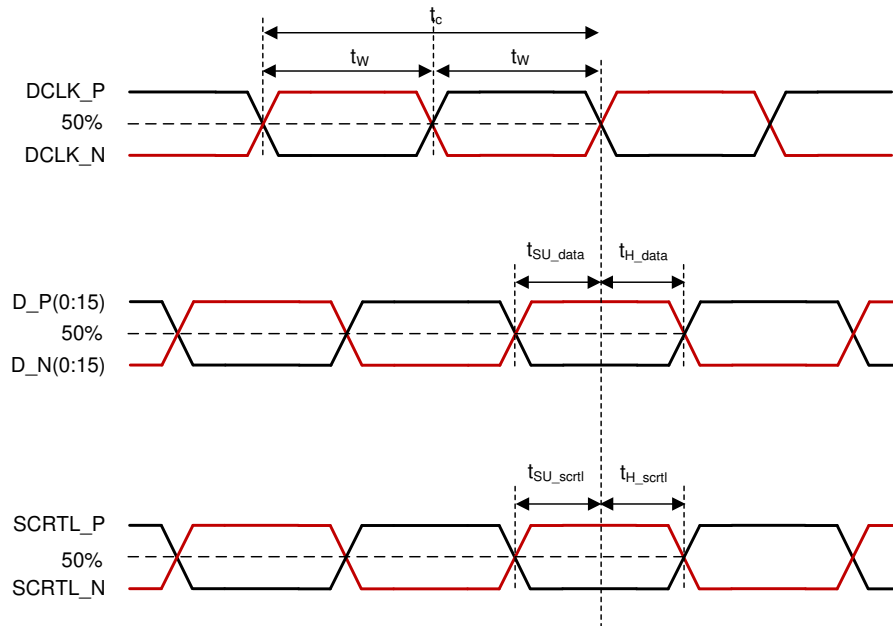 tc
tW tW
DCLK_P
50%
DCLK_N
tSU_data tH_data
D_P(0:15)
50%
D_N(0:15)
tSU_scrtl tH_scrtl
SCRTL_P
50%
SCRTL_N